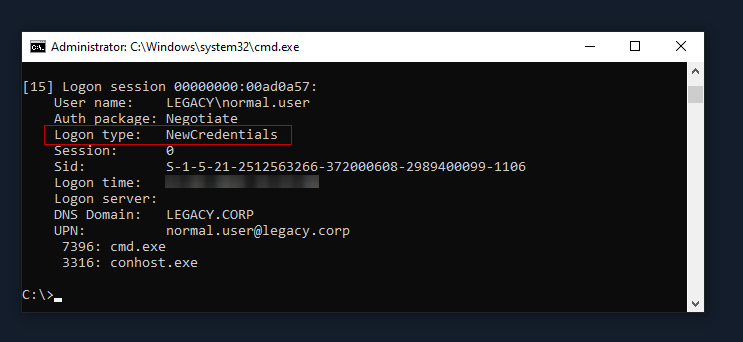 Administrator: C:\Windows\system32\cmd.exe
[15] Logon session 00000000:00ad0a57:
User name: LEGACY\normal.user
Auth package: Negotiate
Logon type: NewCredentials
Session: 0
Sid: S-1-5-21-2512563266-372000608-2989400099-1106
Logon time:
Logon server:
DNS Domain: LEGACY.CORP
UPN: normal.user@legacy.corp
7396: cmd.exe
3316: conhost.exe
C:\>